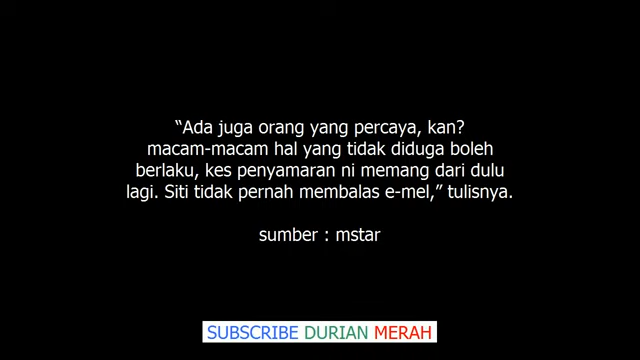 “Ada juga orang yang percaya, kan?
macam-macam hal yang tidak diduga boleh
berlaku, kes penyamaran ni memang dari dulu
lagi. Siti tidak pernah membalas e-mel,” tulisnya.
sumber : mstar
SUBSCRIBE DURIAN MERAH